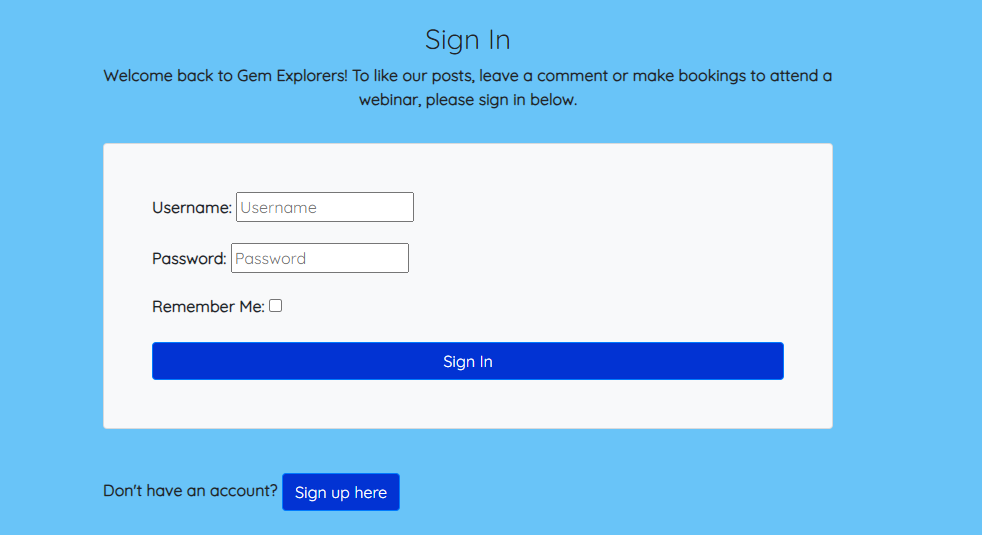 Sign In
Welcome back to Gem Explorers! To like our posts, leave a comment or make bookings to attend a
webinar, please sign in below.
Username: Username
Password: Password
Remember Me:
Sign In
Don't have an account? Sign up here